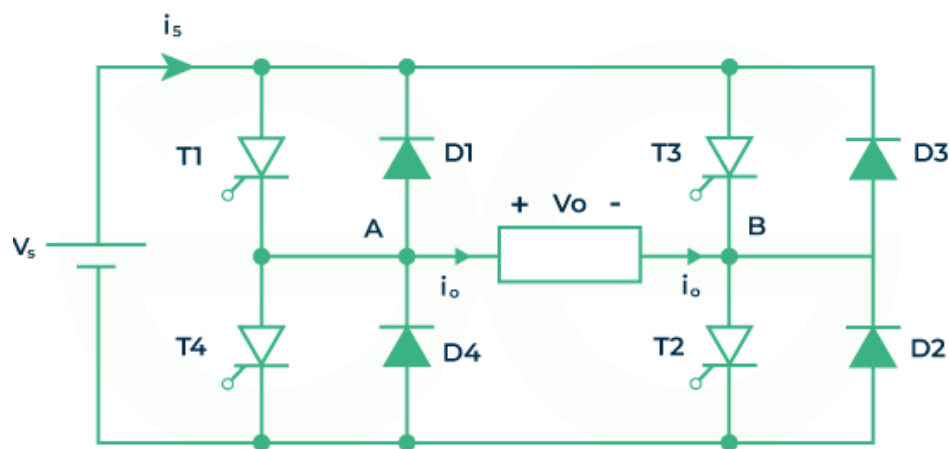 i₅
T1
D1
T3
D3
+ Vo -
A
B
Vₛ
iₒ
iₒ
T4
D4
T2
D2